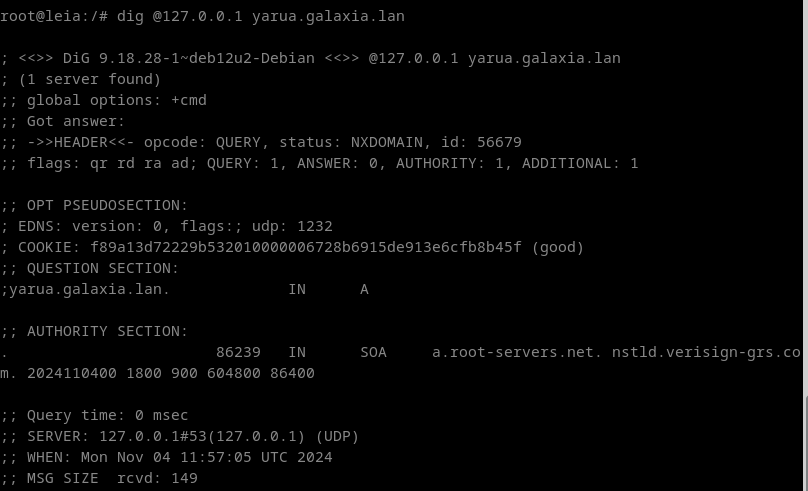 root@leia:/# dig @127.0.0.1 yarua.galaxia.lan
; <<>> DiG 9.18.28-1~deb12u2-Debian <<>> @127.0.0.1 yarua.galaxia.lan
; (1 server found)
;; global options: +cmd
;; Got answer:
;; ->>HEADER<<- opcode: QUERY, status: NXDOMAIN, id: 56679
;; flags: qr rd ra ad; QUERY: 1, ANSWER: 0, AUTHORITY: 1, ADDITIONAL: 1
;; OPT PSEUDOSECTION:
; EDNS: version: 0, flags:; udp: 1232
; COOKIE: f89a13d72229b532010000006728b6915de913e6cfb8b45f (good)
;; QUESTION SECTION:
;yarua.galaxia.lan. IN A
;; AUTHORITY SECTION:
. 86239 IN SOA a.root-servers.net. nstld.verisign-grs.co
m. 2024110400 1800 900 604800 86400
;; Query time: 0 msec
;; SERVER: 127.0.0.1#53(127.0.0.1) (UDP)
;; WHEN: Mon Nov 04 11:57:05 UTC 2024
;; MSG SIZE rcvd: 149